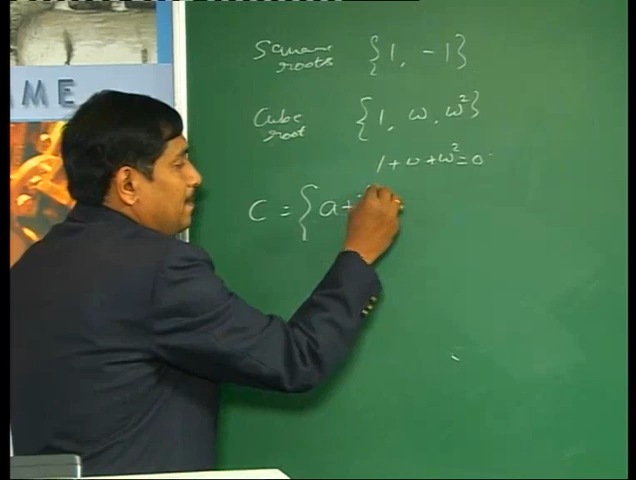 AME
Square {1, -1}
roots
Cube {1, ω, ω²}
root
1+ω+ω²=0
C = { a+